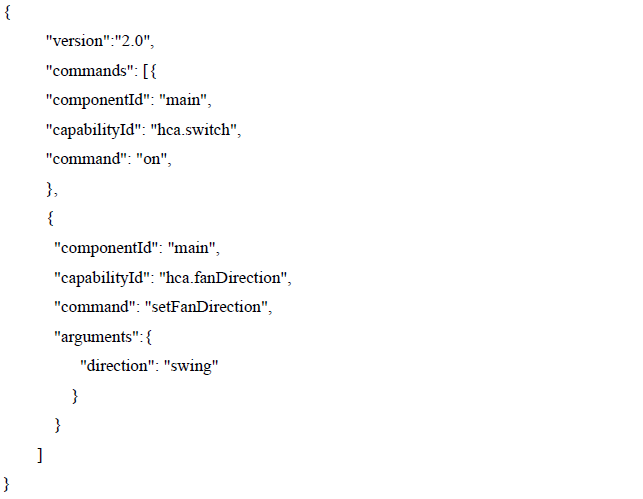 {
"version":"2.0",
"commands": [{
"componentId": "main",
"capabilityId": "hca.switch",
"command": "on",
},
{
"componentId": "main",
"capabilityId": "hca.fanDirection",
"command": "setFanDirection",
"arguments":{
"direction": "swing"
}
}
]
}